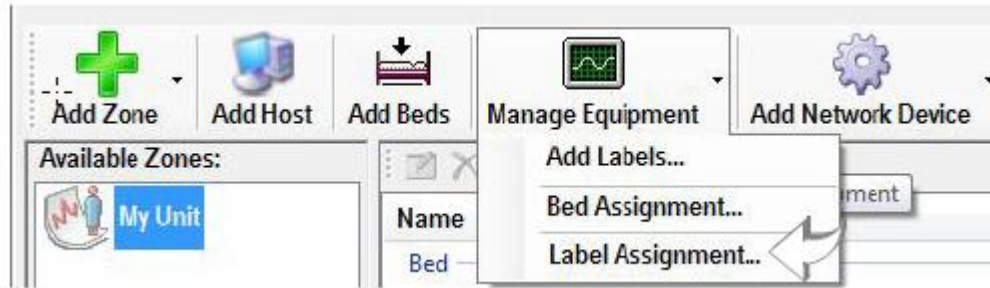 Add Zone
Add Host
Add Beds
Manage Equipment
Add Network Device
Available Zones:
My Unit
Add Labels...
Bed Assignment...
Label Assignment...
Name
Bed